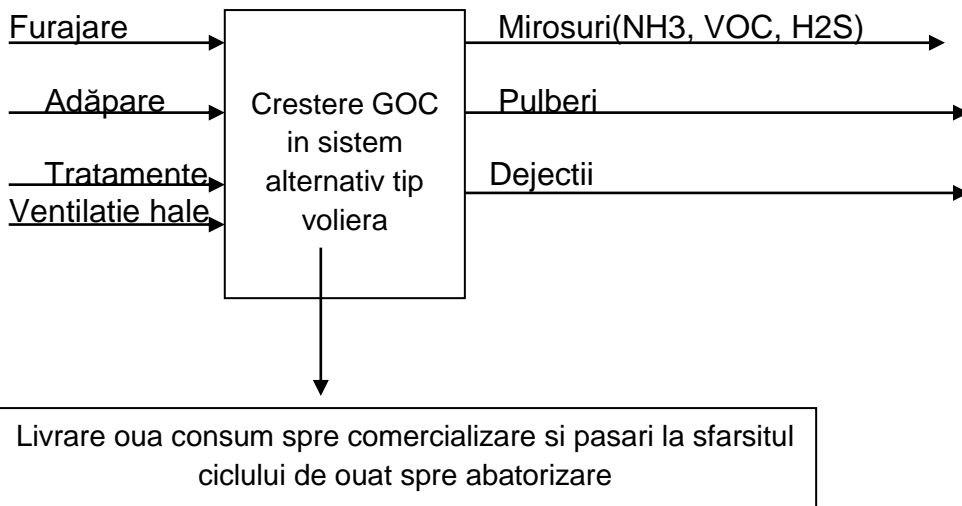 Furajare
Adăpare
Tratamente
Ventilatie hale
Crestere GOC
in sistem
alternativ tip
voliera
Mirosuri(NH3, VOC, H2S)
Pulberi
Dejectii
Livrare oua consum spre comercializare si pasari la sfarsitul
ciclului de ouat spre abatorizare